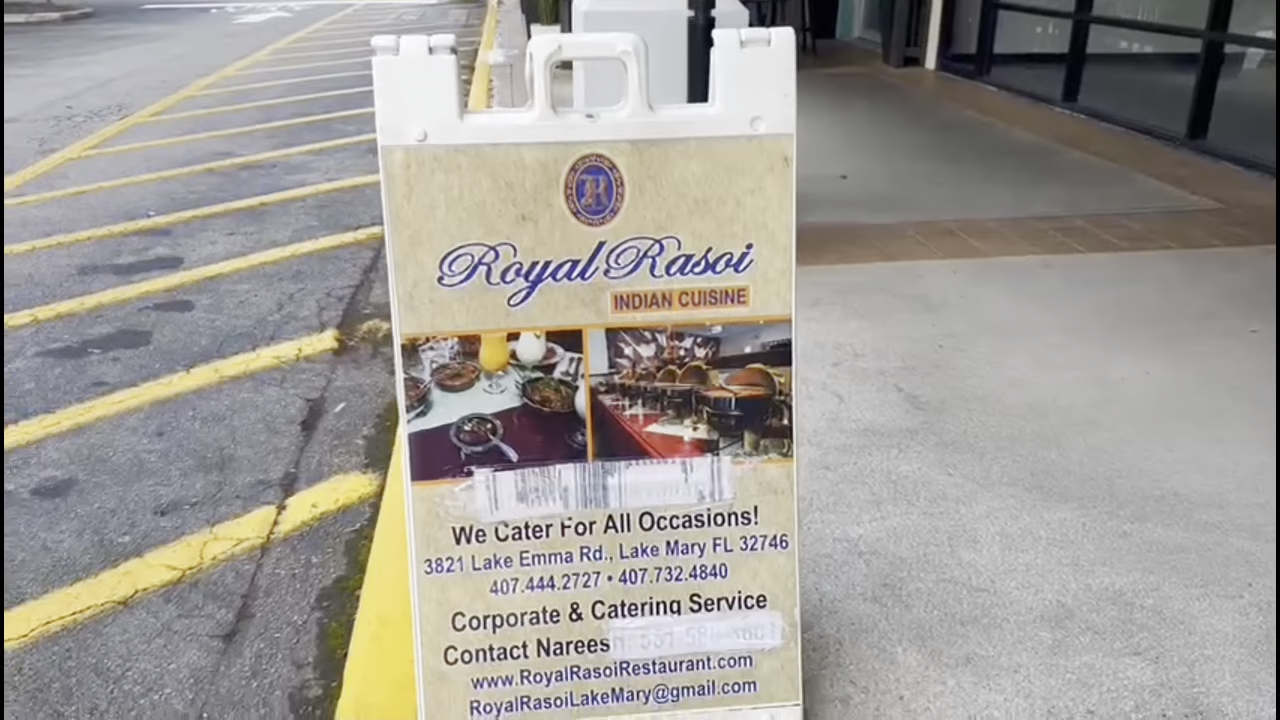 R
Royal Rasoi
INDIAN CUISINE
We Cater For All Occasions!
3821 Lake Emma Rd., Lake Mary FL 32746
407.444.2727 • 407.732.4840
Corporate & Catering Service
Contact Narees
www.RoyalRasoiRestaurant.com
RoyalRasoiLakeMary@gmail.com